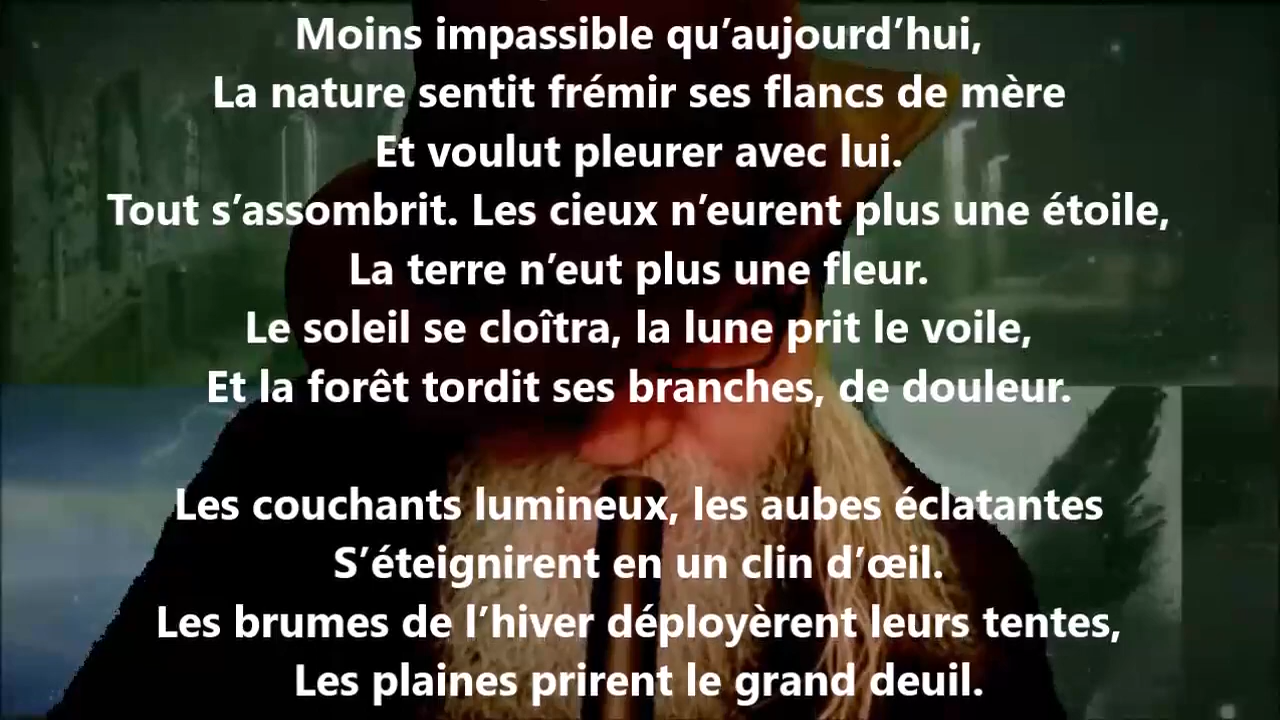 Moins impassible qu’aujourd’hui,
La nature sentit frémir ses flancs de mère
Et voulut pleurer avec lui.
Tout s’assombrit. Les cieux n’eurent plus une étoile,
La terre n’eut plus une fleur.
Le soleil se cloîtra, la lune prit le voile,
Et la forêt tordit ses branches, de douleur.
Les couchants lumineux, les aubes éclatantes
S’éteignirent en un clin d’œil.
Les brumes de l’hiver déployèrent leurs tentes,
Les plaines prirent le grand deuil.